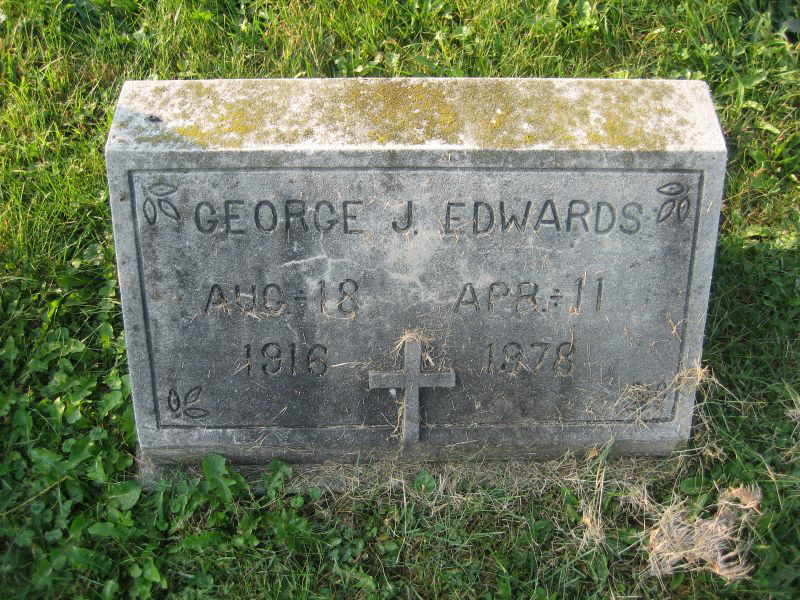 GEORGE J. EDWARDS
AUG÷18 APR.÷11
1916 1978